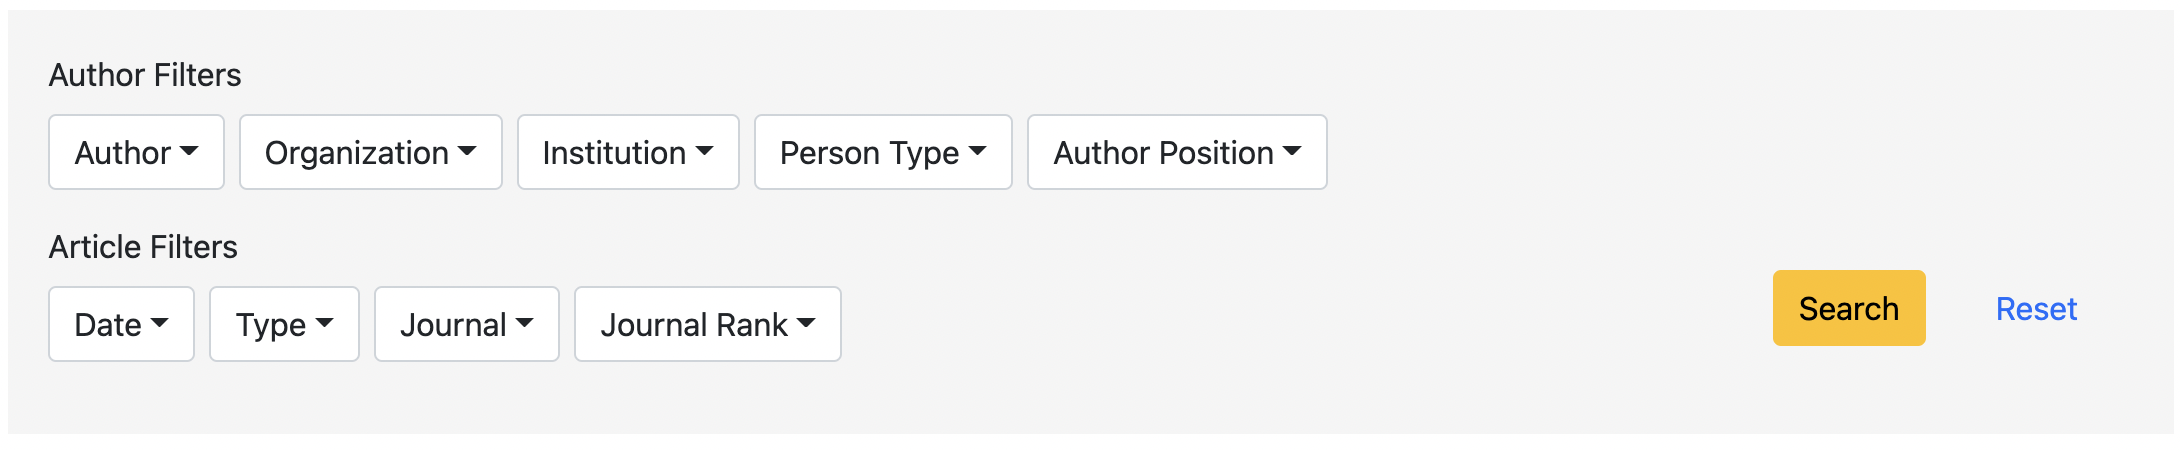 Author Filters
Author Organization Institution Person Type Author Position
Article Filters
Date Type Journal Journal Rank
Search Reset